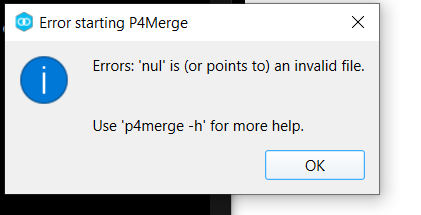 Error starting P4Merge
Errors: 'nul' is (or points to) an invalid file.
Use 'p4merge -h' for more help.
OK